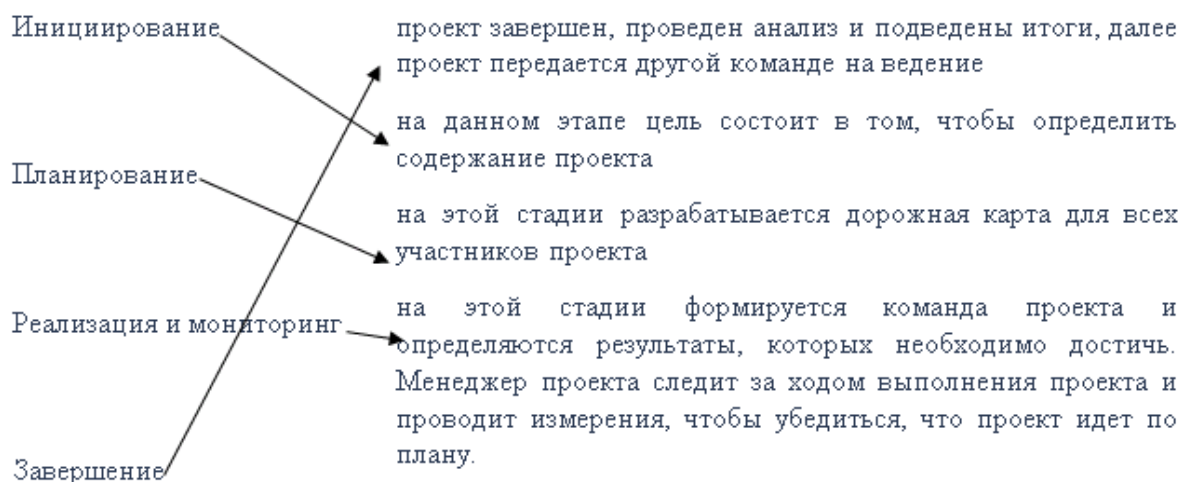 Инициирование
проект завершен, проведен анализ и подведены итоги, далее
проект передается другой команде на ведение
на данном этапе цель состоит в том, чтобы определить
содержание проекта
Планирование
на этой стадии разрабатывается дорожная карта для всех
участников проекта
Реализация и мониторинг
на этой стадии формируется команда проекта и
определяются результаты, которых необходимо достичь.
Менеджер проекта следит за ходом выполнения проекта и
проводит измерения, чтобы убедиться, что проект идет по
плану.
Завершение